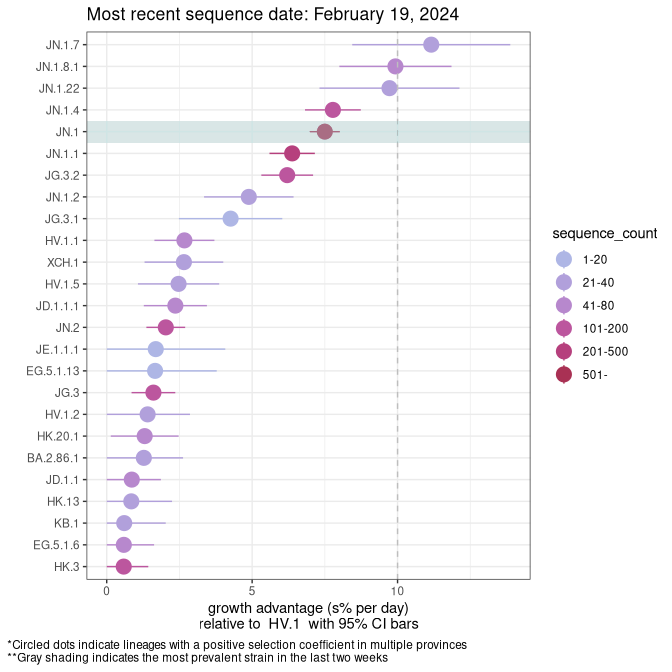 Most recent sequence date: February 19, 2024
JN.1.7
JN.1.8.1
JN.1.22
JN.1.4
JN.1
JN.1.1
JG.3.2
JN.1.2
JG.3.1
HV.1.1
XCH.1
HV.1.5
JD.1.1.1
JN.2
JE.1.1.1
EG.5.1.13
JG.3
HV.1.2
HK.20.1
BA.2.86.1
JD.1.1
HK.13
KB.1
EG.5.1.6
HK.3
0 5 10
growth advantage (s% per day)
relative to HV.1 with 95% CI bars
sequence_count
1-20
21-40
41-80
101-200
201-500
501-
*Circled dots indicate lineages with a positive selection coefficient in multiple provinces
**Gray shading indicates the most prevalent strain in the last two weeks